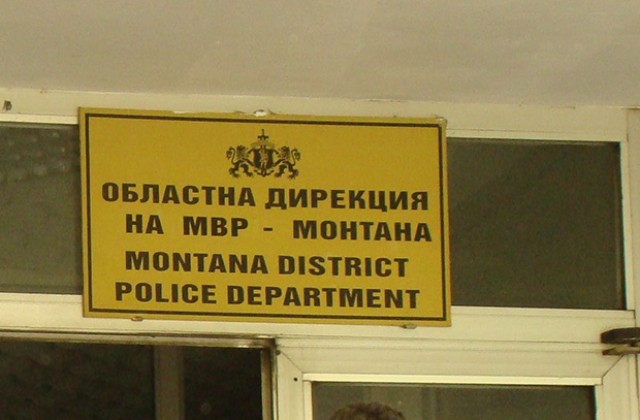 ОБЛАСТНА ДИРЕКЦИЯ
НА МВР - МОНТАНА
MONTANA DISTRICT
POLICE DEPARTMENT